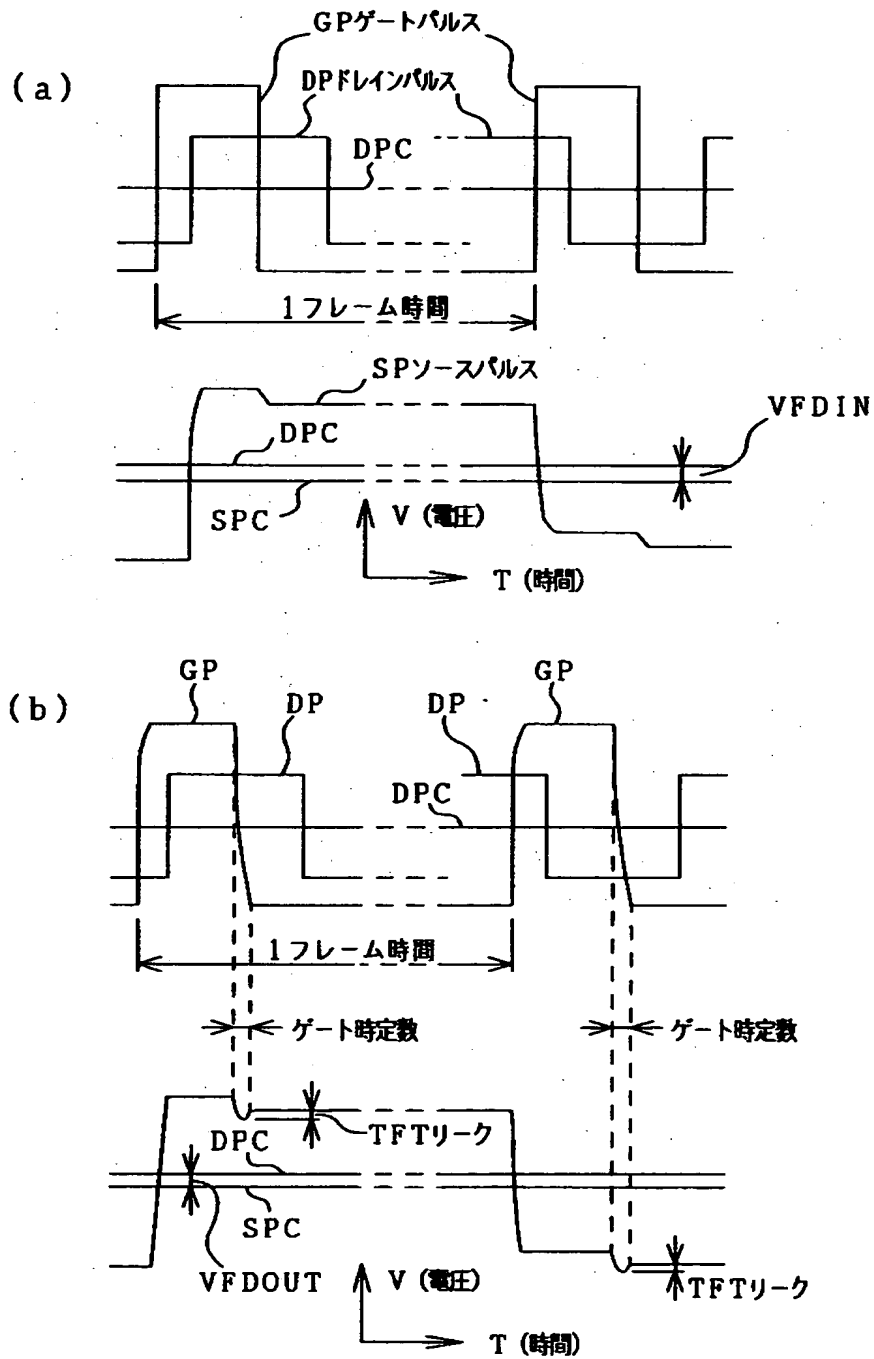 (a)
GPゲートパルス
DPドレインパルス
DPC
1フレーム時間
SPソースパルス
VFDIN
DPC
SPC
V (電圧)
T (時間)
(b)
GP
DP
DP
GP
DPC
1フレーム時間
ゲート時定数
ゲート時定数
TFTリーク
DPC
SPC
VFDOUT
V (電圧)
TFTリーク
T (時間)